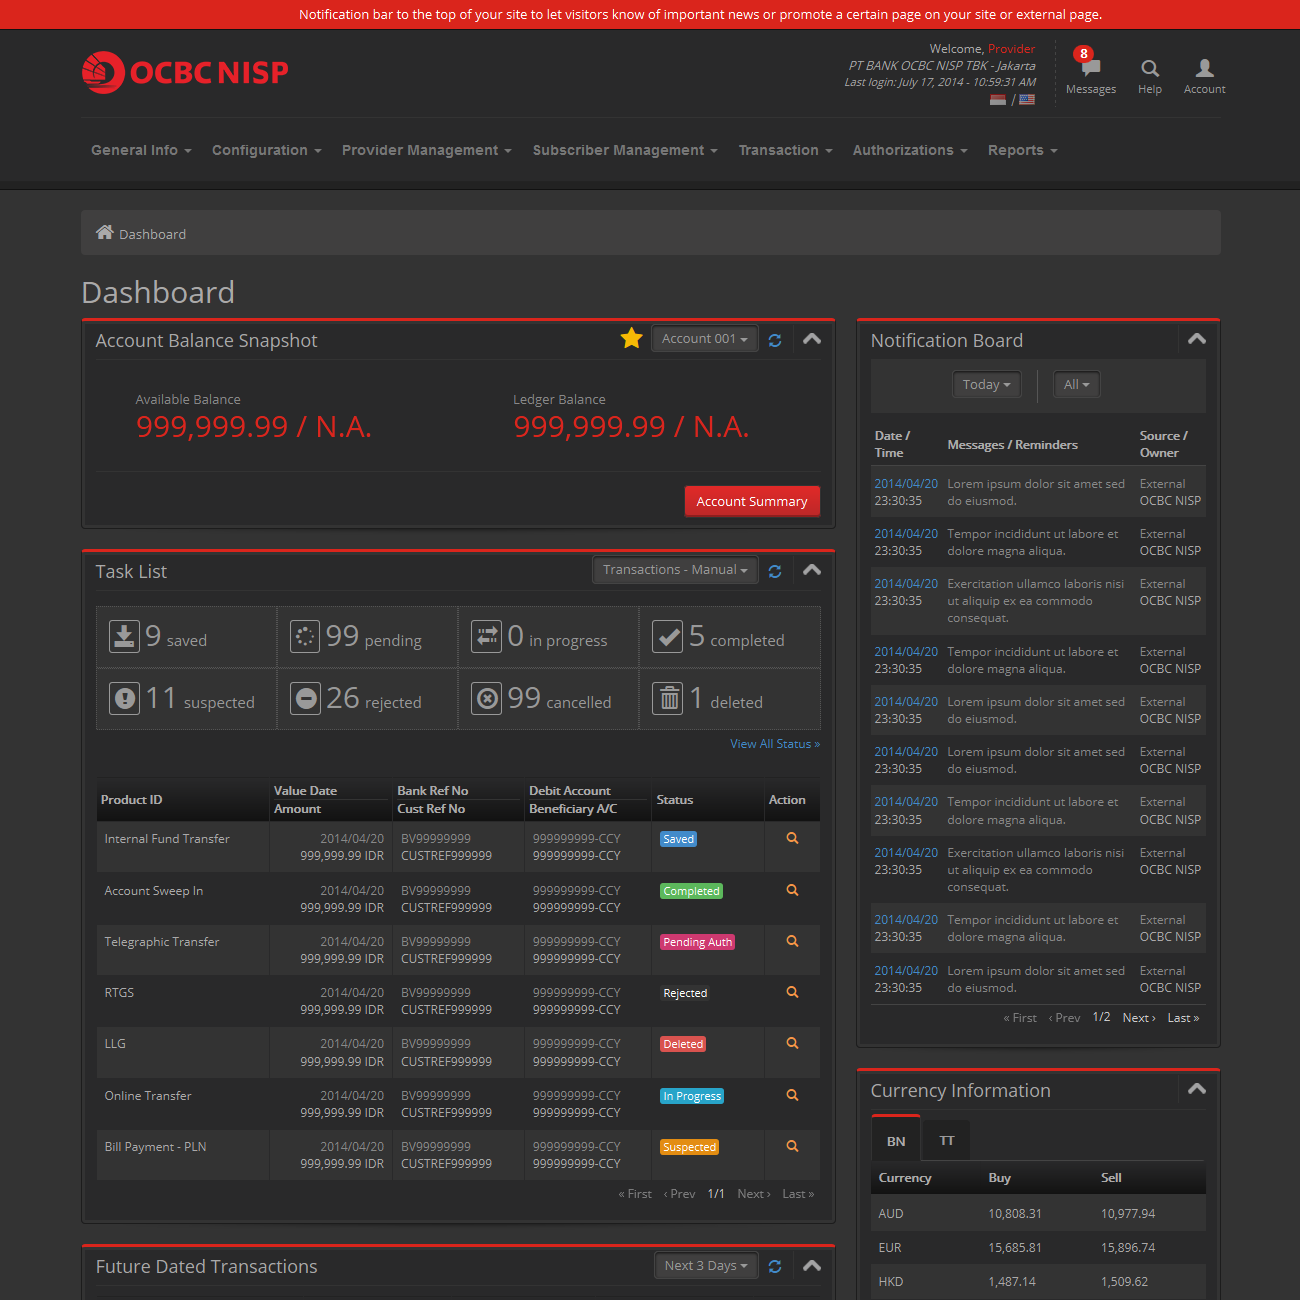 Notification bar to the top of your site to let visitors know of important news or promote a certain page on your site or external page.
OCBC NISP
Welcome, Provider
PT BANK OCBC NISP TBK - Jakarta
Last login: July 17, 2014 - 10:59:31 AM
/
8
Messages
Help
Account
General Info
Configuration
Provider Management
Subscriber Management
Transaction
Authorizations
Reports
Dashboard
Dashboard
Account Balance Snapshot
Account 001
Available Balance
999,999.99 / N.A.
Ledger Balance
999,999.99 / N.A.
Account Summary
Task List
Transactions - Manual
9 saved
99 pending
0 in progress
5 completed
11 suspected
26 rejected
99 cancelled
1 deleted
View All Status »
Product ID
Value Date
Amount
Bank Ref No
Cust Ref No
Debit Account
Beneficiary A/C
Status
Action
Internal Fund Transfer 2014/04/20 BV99999999 999999999-CCY Saved
999,999.99 IDR CUSTREF999999 999999999-CCY
Account Sweep In 2014/04/20 BV99999999 999999999-CCY Completed
999,999.99 IDR CUSTREF999999 999999999-CCY
Telegraphic Transfer 2014/04/20 BV99999999 999999999-CCY Pending Auth
999,999.99 IDR CUSTREF999999 999999999-CCY
RTGS 2014/04/20 BV99999999 999999999-CCY Rejected
999,999.99 IDR CUSTREF999999 999999999-CCY
LLG 2014/04/20 BV99999999 999999999-CCY Deleted
999,999.99 IDR CUSTREF999999 999999999-CCY
Online Transfer 2014/04/20 BV99999999 999999999-CCY In Progress
999,999.99 IDR CUSTREF999999 999999999-CCY
Bill Payment - PLN 2014/04/20 BV99999999 999999999-CCY Suspected
999,999.99 IDR CUSTREF999999 999999999-CCY
« First ‹ Prev 1/1 Next › Last »
Future Dated Transactions
Next 3 Days
Notification Board
Today
All
Date /
Time
Messages / Reminders
Source /
Owner
2014/04/20 Lorem ipsum dolor sit amet sed External
23:30:35 do eiusmod. OCBC NISP
2014/04/20 Tempor incididunt ut labore et External
23:30:35 dolore magna aliqua. OCBC NISP
2014/04/20 Exercitation ullamco laboris nisi External
23:30:35 ut aliquip ex ea commodo OCBC NISP
consequat.
2014/04/20 Tempor incididunt ut labore et External
23:30:35 dolore magna aliqua. OCBC NISP
2014/04/20 Lorem ipsum dolor sit amet sed External
23:30:35 do eiusmod. OCBC NISP
2014/04/20 Lorem ipsum dolor sit amet sed External
23:30:35 do eiusmod. OCBC NISP
2014/04/20 Tempor incididunt ut labore et External
23:30:35 dolore magna aliqua. OCBC NISP
2014/04/20 Exercitation ullamco laboris nisi External
23:30:35 ut aliquip ex ea commodo OCBC NISP
consequat.
2014/04/20 Tempor incididunt ut labore et External
23:30:35 dolore magna aliqua. OCBC NISP
2014/04/20 Lorem ipsum dolor sit amet sed External
23:30:35 do eiusmod. OCBC NISP
« First ‹ Prev 1/2 Next › Last »
Currency Information
BN
TT
Currency Buy Sell
AUD 10,808.31 10,977.94
EUR 15,685.81 15,896.74
HKD 1,487.14 1,509.62